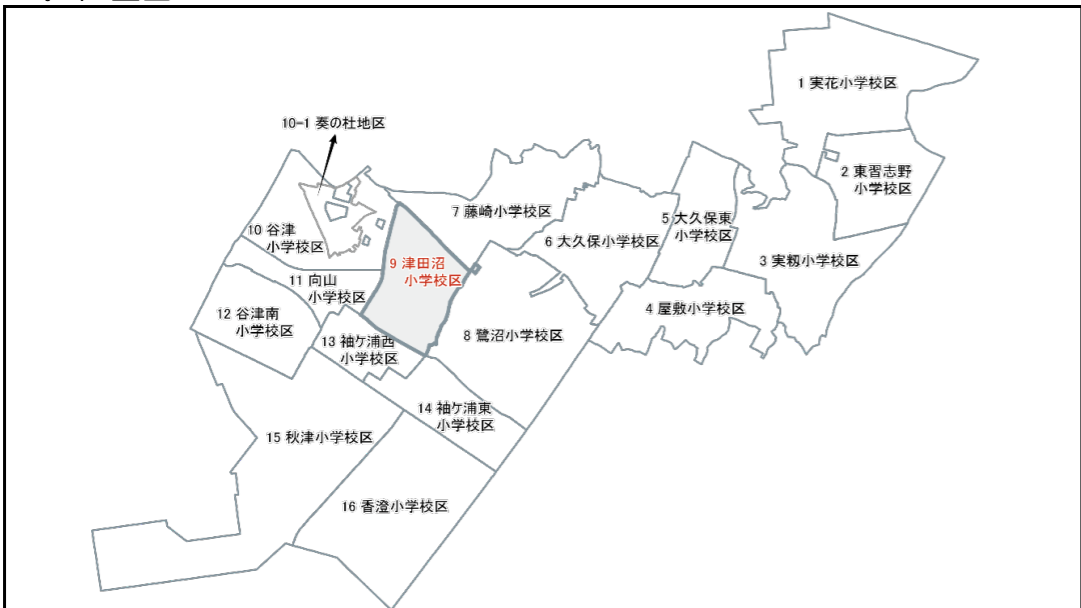 1 実花小学校区
10-1 奏の杜地区
2 東習志野
小学校区
7 藤崎小学校区
5 大久保東
小学校区
10 谷津
小学校区
6 大久保小学校区
3 実籾小学校区
9 津田沼
小学校区
11 向山
小学校区
4 屋敷小学校区
12 谷津南
小学校区
8 鷺沼小学校区
13 袖ケ浦西
小学校区
14 袖ケ浦東
小学校区
15 秋津小学校区
16 香澄小学校区